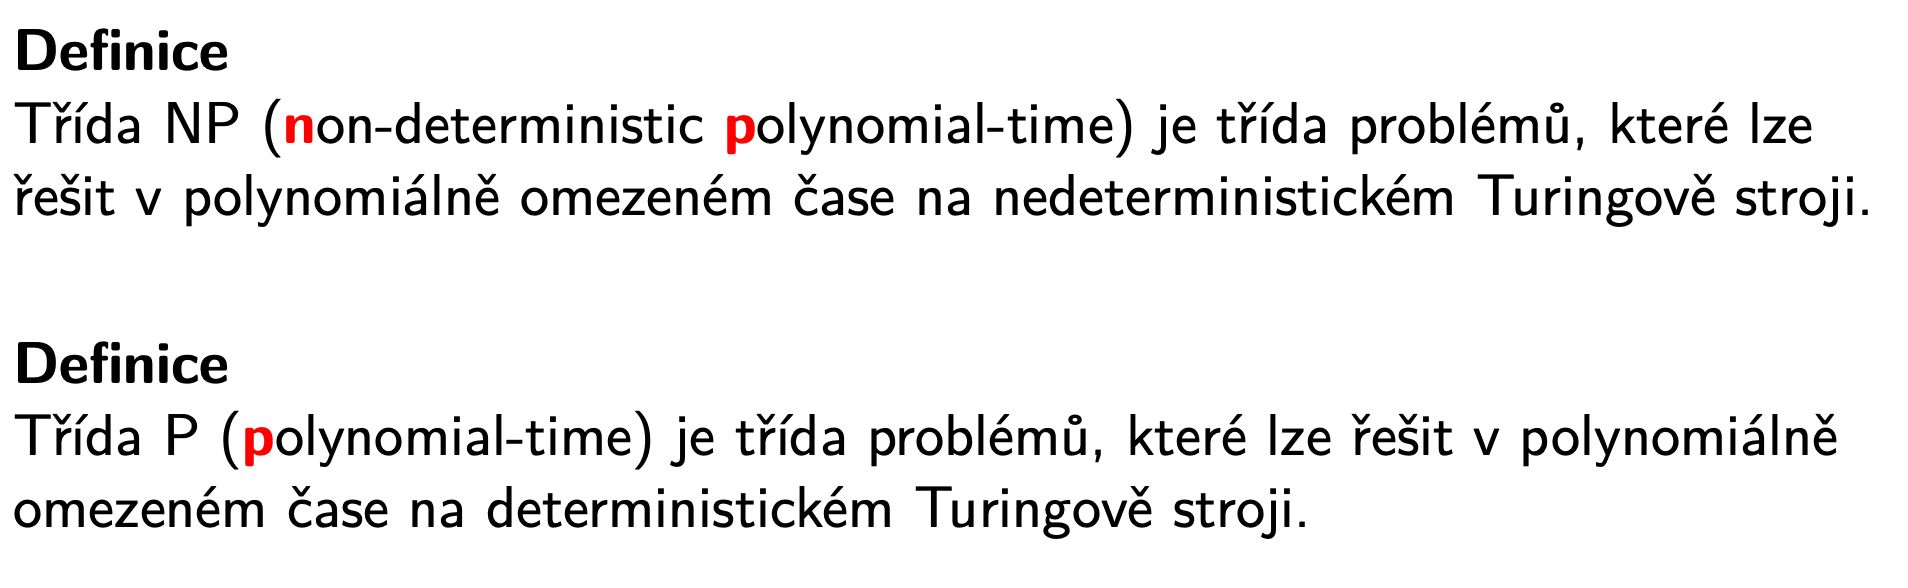 Definice
Třída NP (non-deterministic polynomial-time) je třída problémů, které lze
řešit v polynomiálně omezeném čase na nedeterministickém Turingově stroji.
Definice
Třída P (polynomial-time) je třída problémů, které lze řešit v polynomiálně
omezeném čase na deterministickém Turingově stroji.